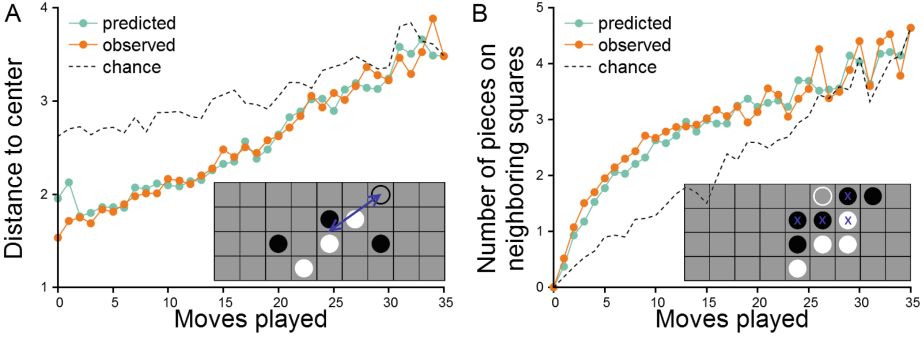 A
4
3
2
1
Distance to center
predicted
observed
chance
0
5
10
15
20
25
30
35
Moves played
B
5
4
3
2
1
0
Number of pieces on
neighboring squares
predicted
observed
chance
x
x
x
x
0
5
10
15
20
25
30
35
Moves played